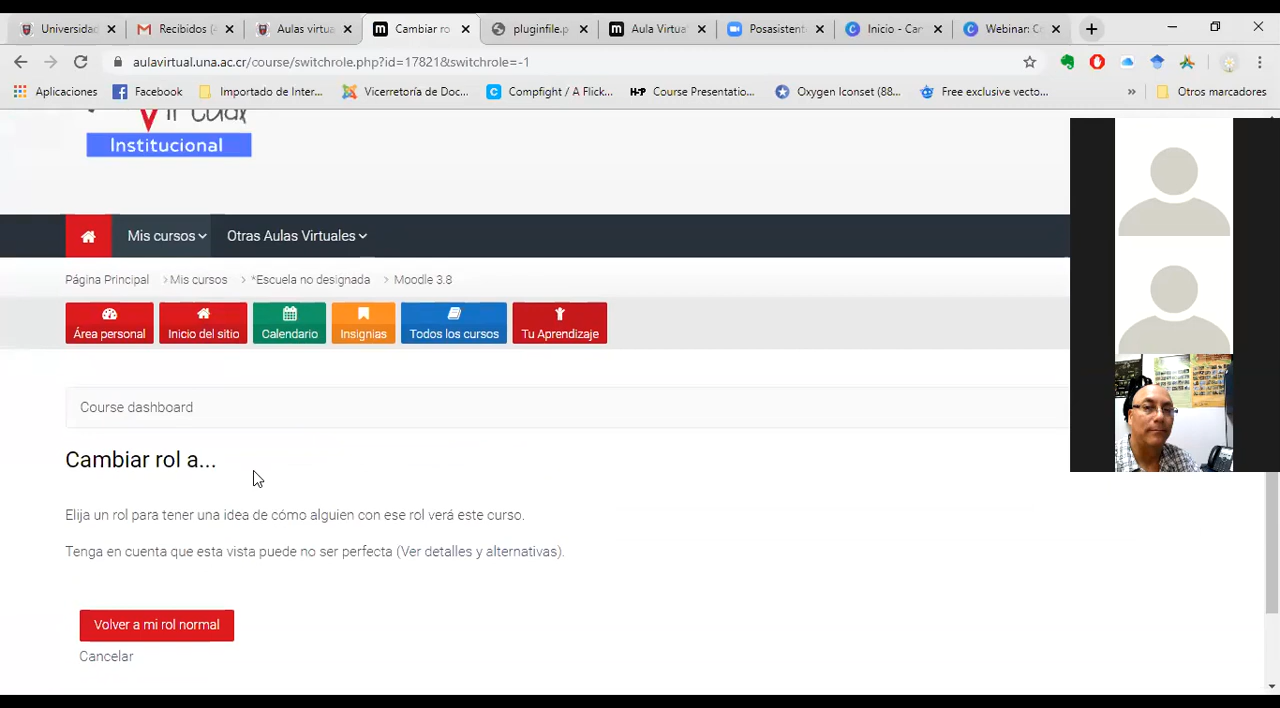 Universidad
Recibidos (
Aulas virtua
Cambiar ro
pluginfile.p
Aula Virtua
Posasistent
Inicio - Can
Webinar: C
aulavirtual.una.ac.cr/course/switchrole.php?id=17821&switchrole=-1
Aplicaciones
Facebook
Importado de Inter...
Vicerretoría de Doc...
Compfight / A Flick...
H>P Course Presentatio...
Oxygen Iconset (88...
Free exclusive vecto...
»
Otros marcadores
Virtual
Institucional
Mis cursos
Otras Aulas Virtuales
Página Principal > Mis cursos > *Escuela no designada > Moodle 3.8
Área personal
Inicio del sitio
Calendario
Insignias
Todos los cursos
Tu Aprendizaje
Course dashboard
Cambiar rol a...
Elija un rol para tener una idea de cómo alguien con ese rol verá este curso.
Tenga en cuenta que esta vista puede no ser perfecta (Ver detalles y alternativas).
Volver a mi rol normal
Cancelar